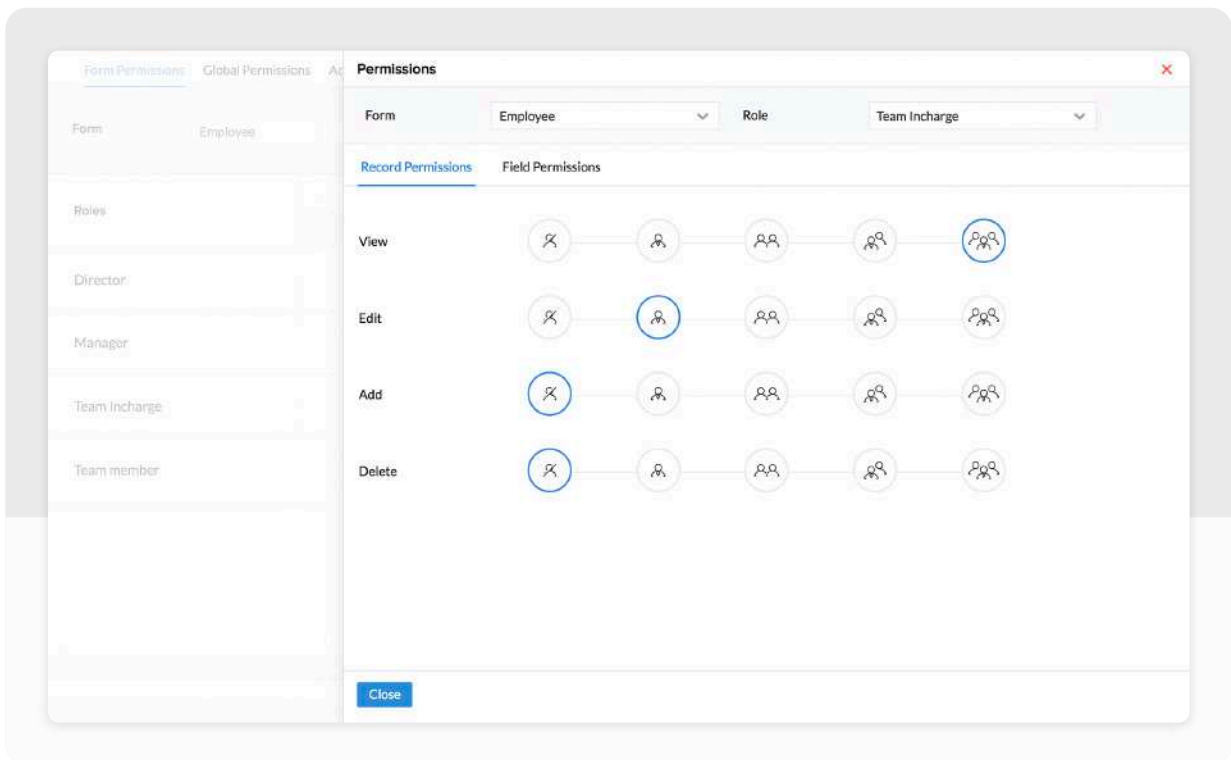 Form Permissions Global Permissions Ac
Permissions
Form Employee
Form Employee Role Team Incharge
Record Permissions Field Permissions
Roles
View
Director
Edit
Manager
Add
Team Incharge
Team member
Delete
Close